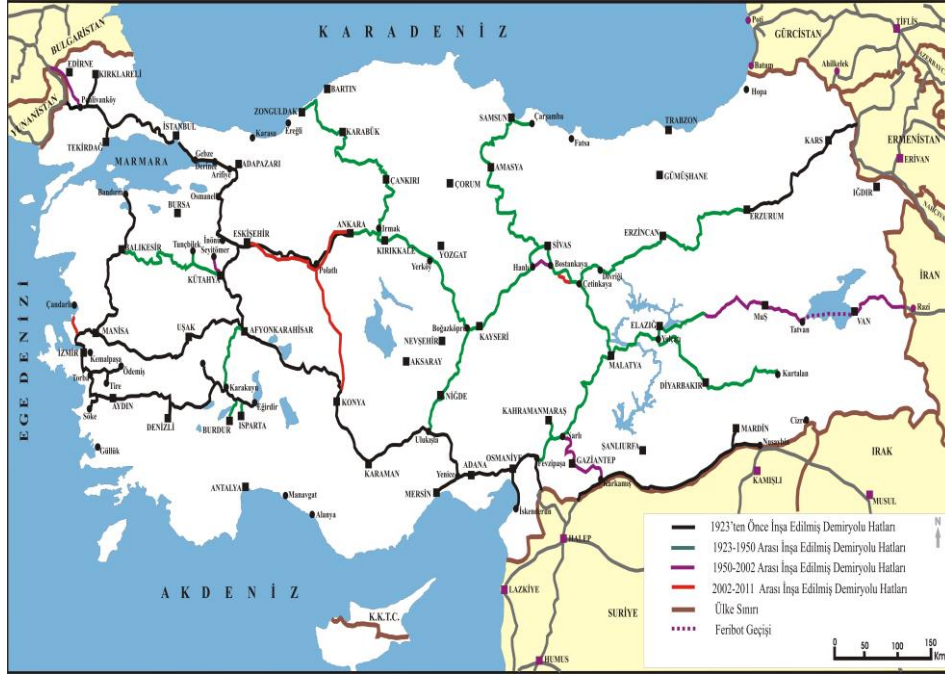 KARADENİZ
BULGARİSTAN
YUNANİSTAN
GÜRCİSTAN
Poti
TİFLİS
Batum
Ahilkelek
Hopa
ERMENİSTAN
ERİVAN
İRAN
Razi
EDİRNE
KIRKLARELİ
Pehlivanköy
TEKİRDAĞ
İSTANBUL
MARMARA
Gebze
Derince
Arifiye
ADAPAZARI
Karasu
Ereğli
ZONGULDAK
BARTIN
KARABÜK
ÇANKIRI
ÇORUM
SAMSUN
Çarşamba
AMASYA
Fatsa
TRABZON
GÜMÜŞHANE
KARS
IĞDIR
ERZURUM
ERZİNCAN
Bandırma
BURSA
Osmaneli
BALIKESİR
Tunçbilek
İnönü
Seyitömer
ESKİŞEHİR
KÜTAHYA
Polatlı
ANKARA
Irmak
KIRIKKALE
Yerköy
YOZGAT
SİVAS
Hanlı
Bostankaya
Çetinkaya
Divriği
EGE DENİZİ
Çandarlı
MANİSA
İZMİR
Kemalpaşa
Torbalı
Ödemiş
Tire
AYDIN
Söke
Güllük
UŞAK
AFYONKARAHİSAR
DENİZLİ
Karakuyu
Eğirdir
BURDUR
ISPARTA
ANTALYA
Manavgat
Alanya
KONYA
KARAMAN
Boğazköprü
KAYSERİ
NEVŞEHİR
AKSARAY
NİĞDE
Ulukışla
Yenice
ADANA
MERSİN
OSMANİYE
İskenderun
Fevzipaşa
KAHRAMANMARAŞ
Narlı
GAZİANTEP
Karkamış
ŞANLIURFA
MALATYA
ELAZIĞ
Yolçatı
DİYARBAKIR
Kurtalan
MUŞ
Tatvan
VAN
MARDİN
Nusaybin
KAMIŞLI
IRAK
MUSUL
HALEP
LAZKİYE
SURİYE
HUMUS
AKDENİZ
K.K.T.C.
1923'ten Önce İnşa Edilmiş Demiryolu Hatları
1923-1950 Arası İnşa Edilmiş Demiryolu Hatları
1950-2002 Arası İnşa Edilmiş Demiryolu Hatları
2002-2011 Arası İnşa Edilmiş Demiryolu Hatları
Ülke Sınırı
Feribot Geçişi
N
0 50 100 150
Km